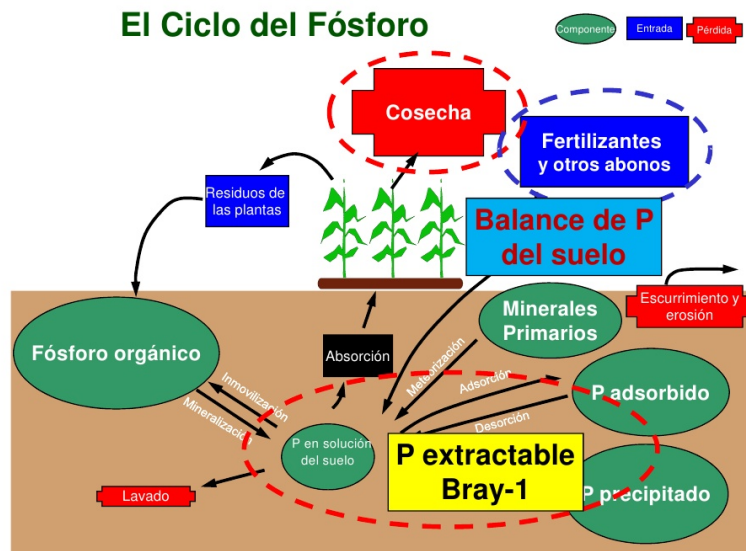 El Ciclo del Fósforo
Componente
Entrada
Pérdida
Cosecha
Fertilizantes
y otros abonos
Residuos de
las plantas
Balance de P
del suelo
Escurrimiento y
erosión
Minerales
Primarios
Fósforo orgánico
Absorción
Meteorización
Adsorción
Desorción
P adsorbido
Inmovilización
Mineralización
P en solución
del suelo
P extractable
Bray-1
P precipitado
Lavado